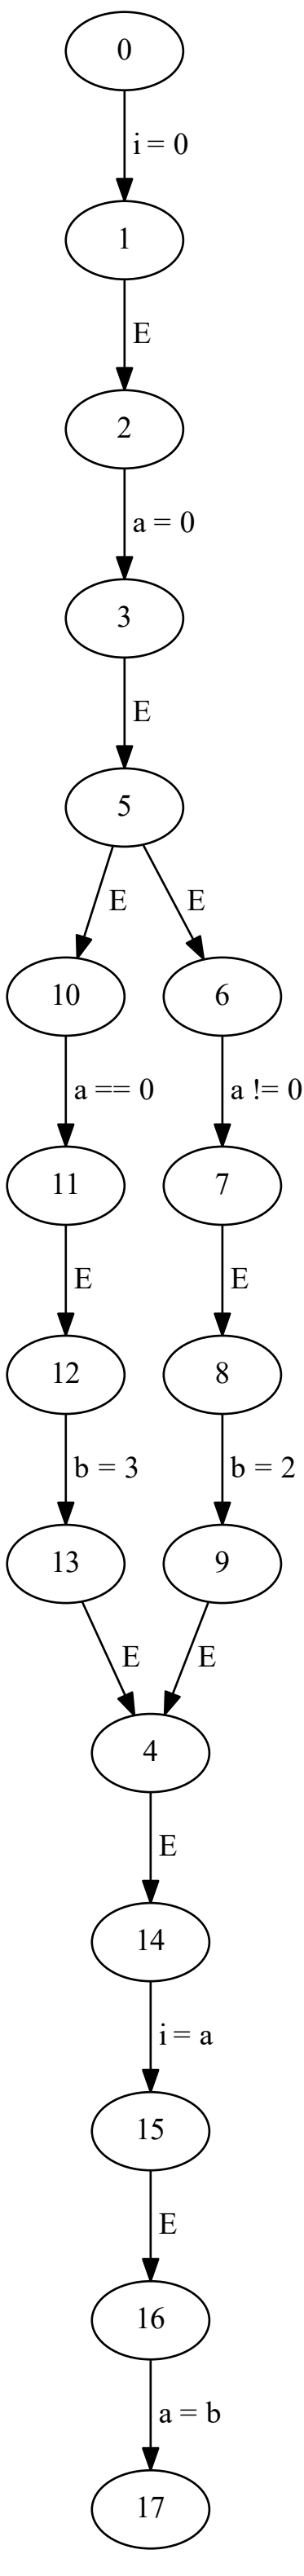 0
i = 0
1
E
2
a = 0
3
E
5
E E
10 6
a == 0 a != 0
11 7
E E
12 8
b = 3 b = 2
13 9
E E
4
E
14
i = a
15
E
16
a = b
17